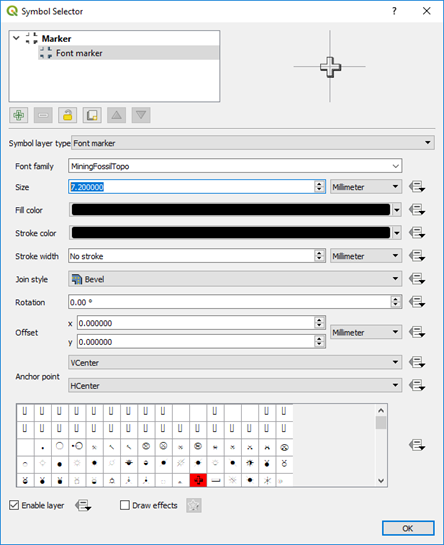 Symbol Selector
Marker
Font marker
Symbol layer type Font marker
Font family MiningFossilTopo
Size 7.200000 Millimeter
Fill color
Stroke color
Stroke width No stroke Millimeter
Join style Bevel
Rotation 0.00 °
x 0.000000
Offset Millimeter
y 0.000000
VCenter
Anchor point
HCenter
Enable layer Draw effects
OK